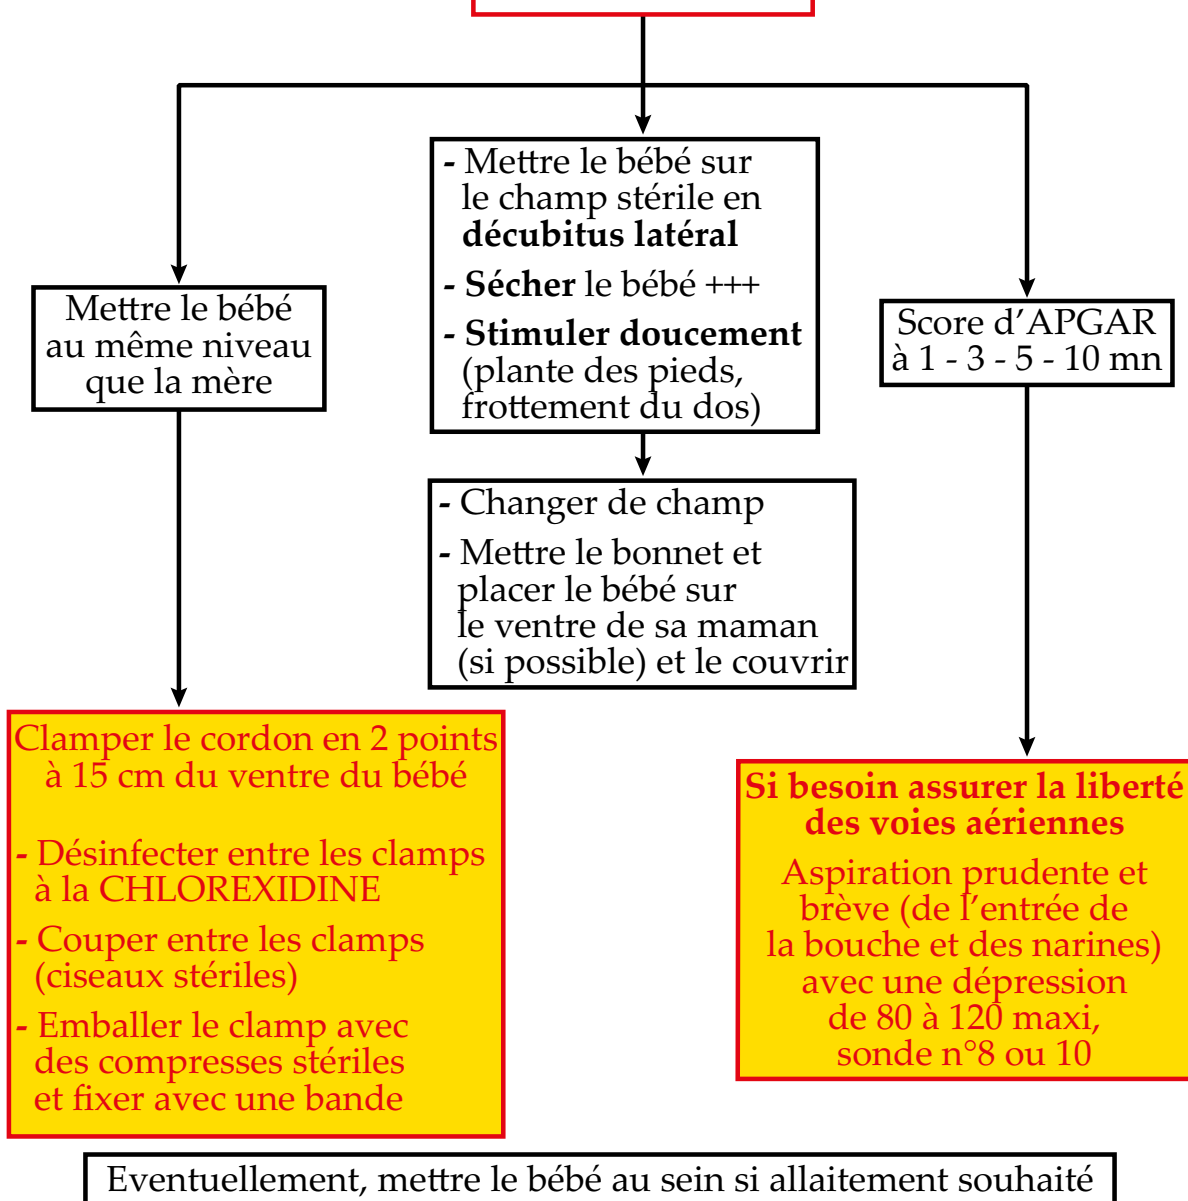 Mettre le bébé
au même niveau
que la mère
- Mettre le bébé sur
le champ stérile en
décubitus latéral
- Sécher le bébé +++
- Stimuler doucement
(plante des pieds,
frottement du dos)
Score d’APGAR
à 1 - 3 - 5 - 10 mn
- Changer de champ
- Mettre le bonnet et
placer le bébé sur
le ventre de sa maman
(si possible) et le couvrir
Clamper le cordon en 2 points
à 15 cm du ventre du bébé
- Désinfecter entre les clamps
à la CHLOREXIDINE
- Couper entre les clamps
(ciseaux stériles)
- Emballer le clamp avec
des compresses stériles
et fixer avec une bande
Si besoin assurer la liberté
des voies aériennes
Aspiration prudente et
brève (de l’entrée de
la bouche et des narines)
avec une dépression
de 80 à 120 maxi,
sonde n°8 ou 10
Eventuellement, mettre le bébé au sein si allaitement souhaité